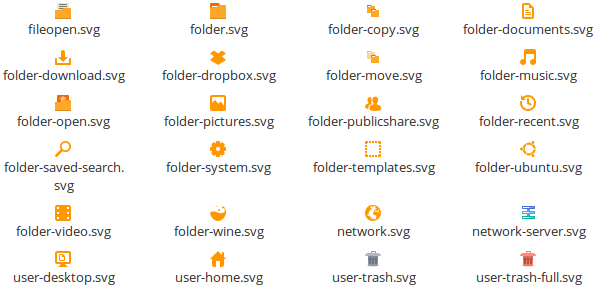 fileopen.svg folder.svg folder-copy.svg folder-documents.svg
folder-download.svg folder-dropbox.svg folder-move.svg folder-music.svg
folder-open.svg folder-pictures.svg folder-publicshare.svg folder-recent.svg
folder-saved-search. folder-system.svg folder-templates.svg folder-ubuntu.svg
svg
folder-video.svg folder-wine.svg network.svg network-server.svg
user-desktop.svg user-home.svg user-trash.svg user-trash-full.svg